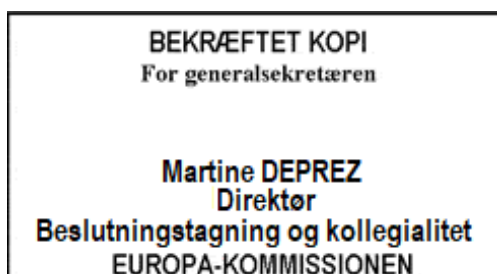 BEKRÆFTET KOPI
For generalsekretæren
Martine DEPREZ
Direktør
Beslutningstagning og kollegialitet
EUROPA-KOMMISSIONEN